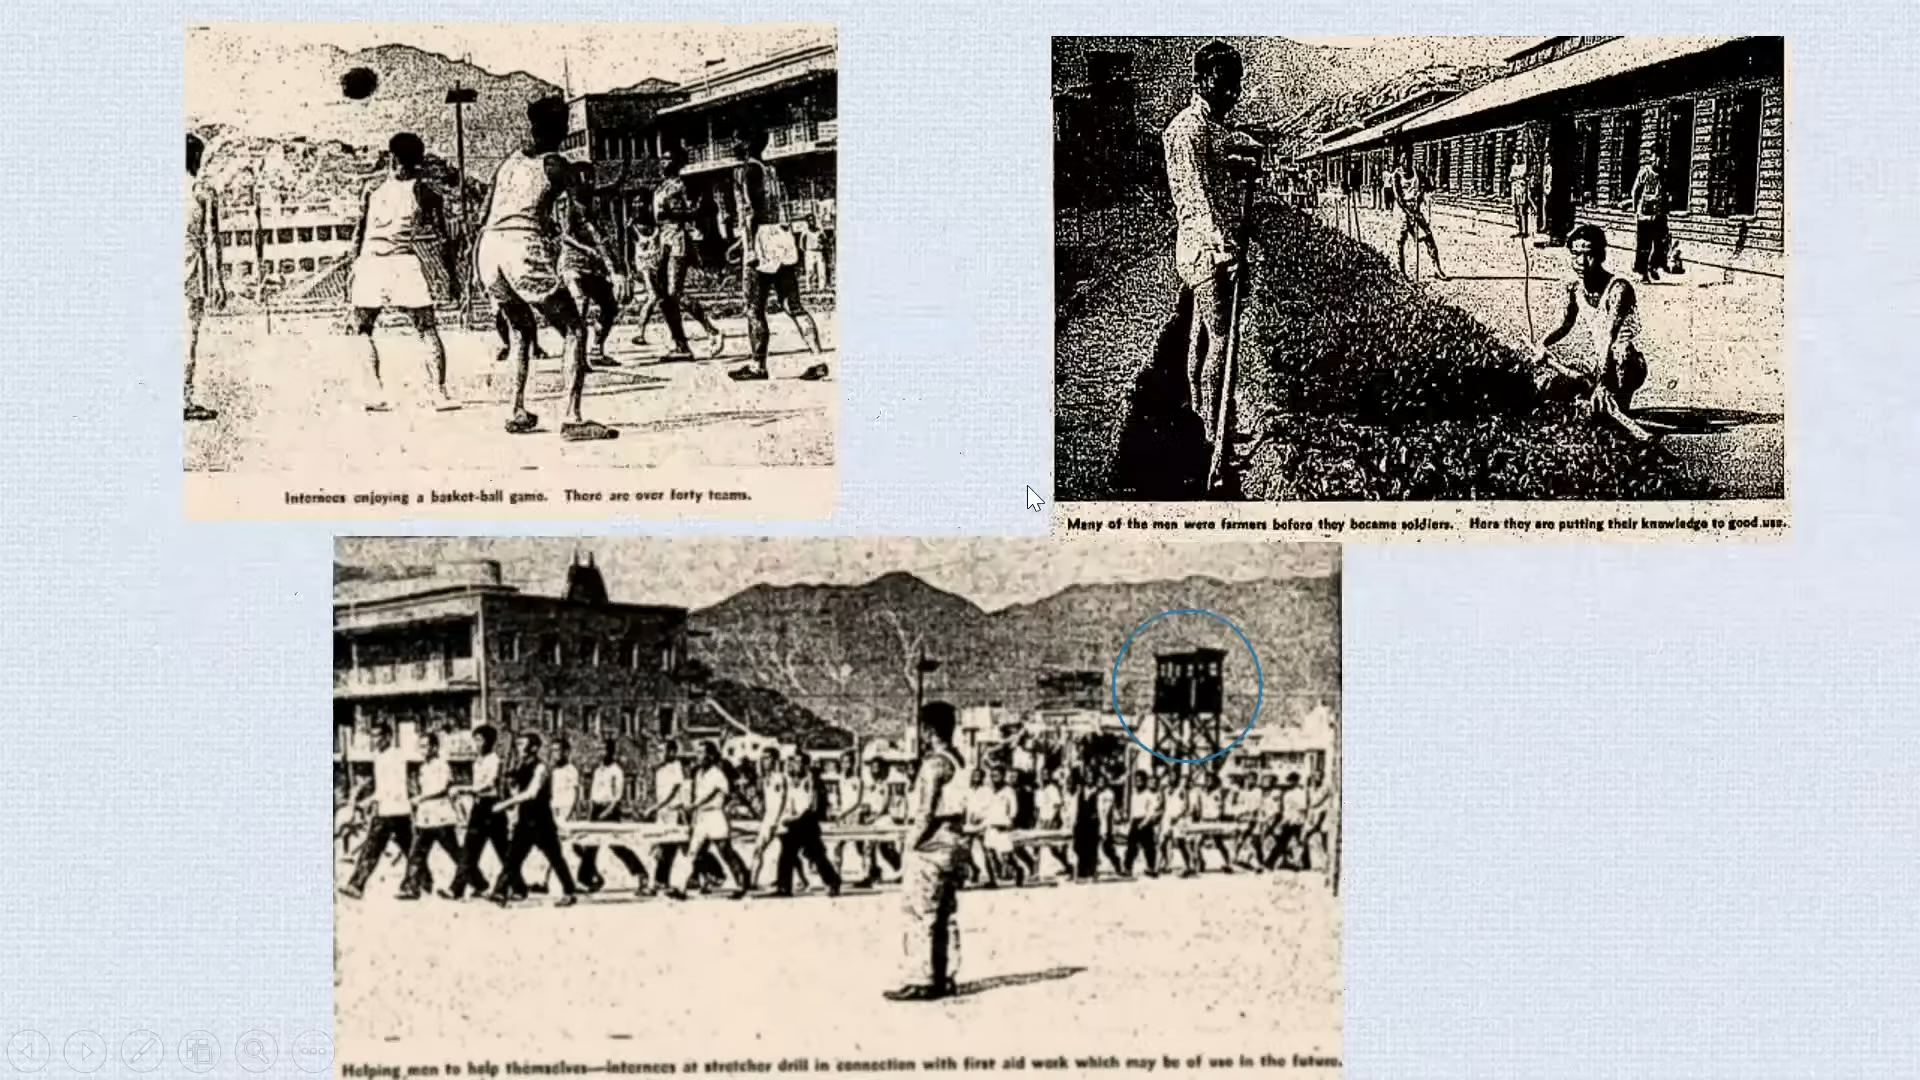 Internees enjoying a basket-ball game. There are over forty teams.
Many of the men were farmers before they became soldiers. Here they are putting their knowledge to good use.
Helping men to help themselves—internees at stretcher drill in connection with first aid work which may be of use in the future.